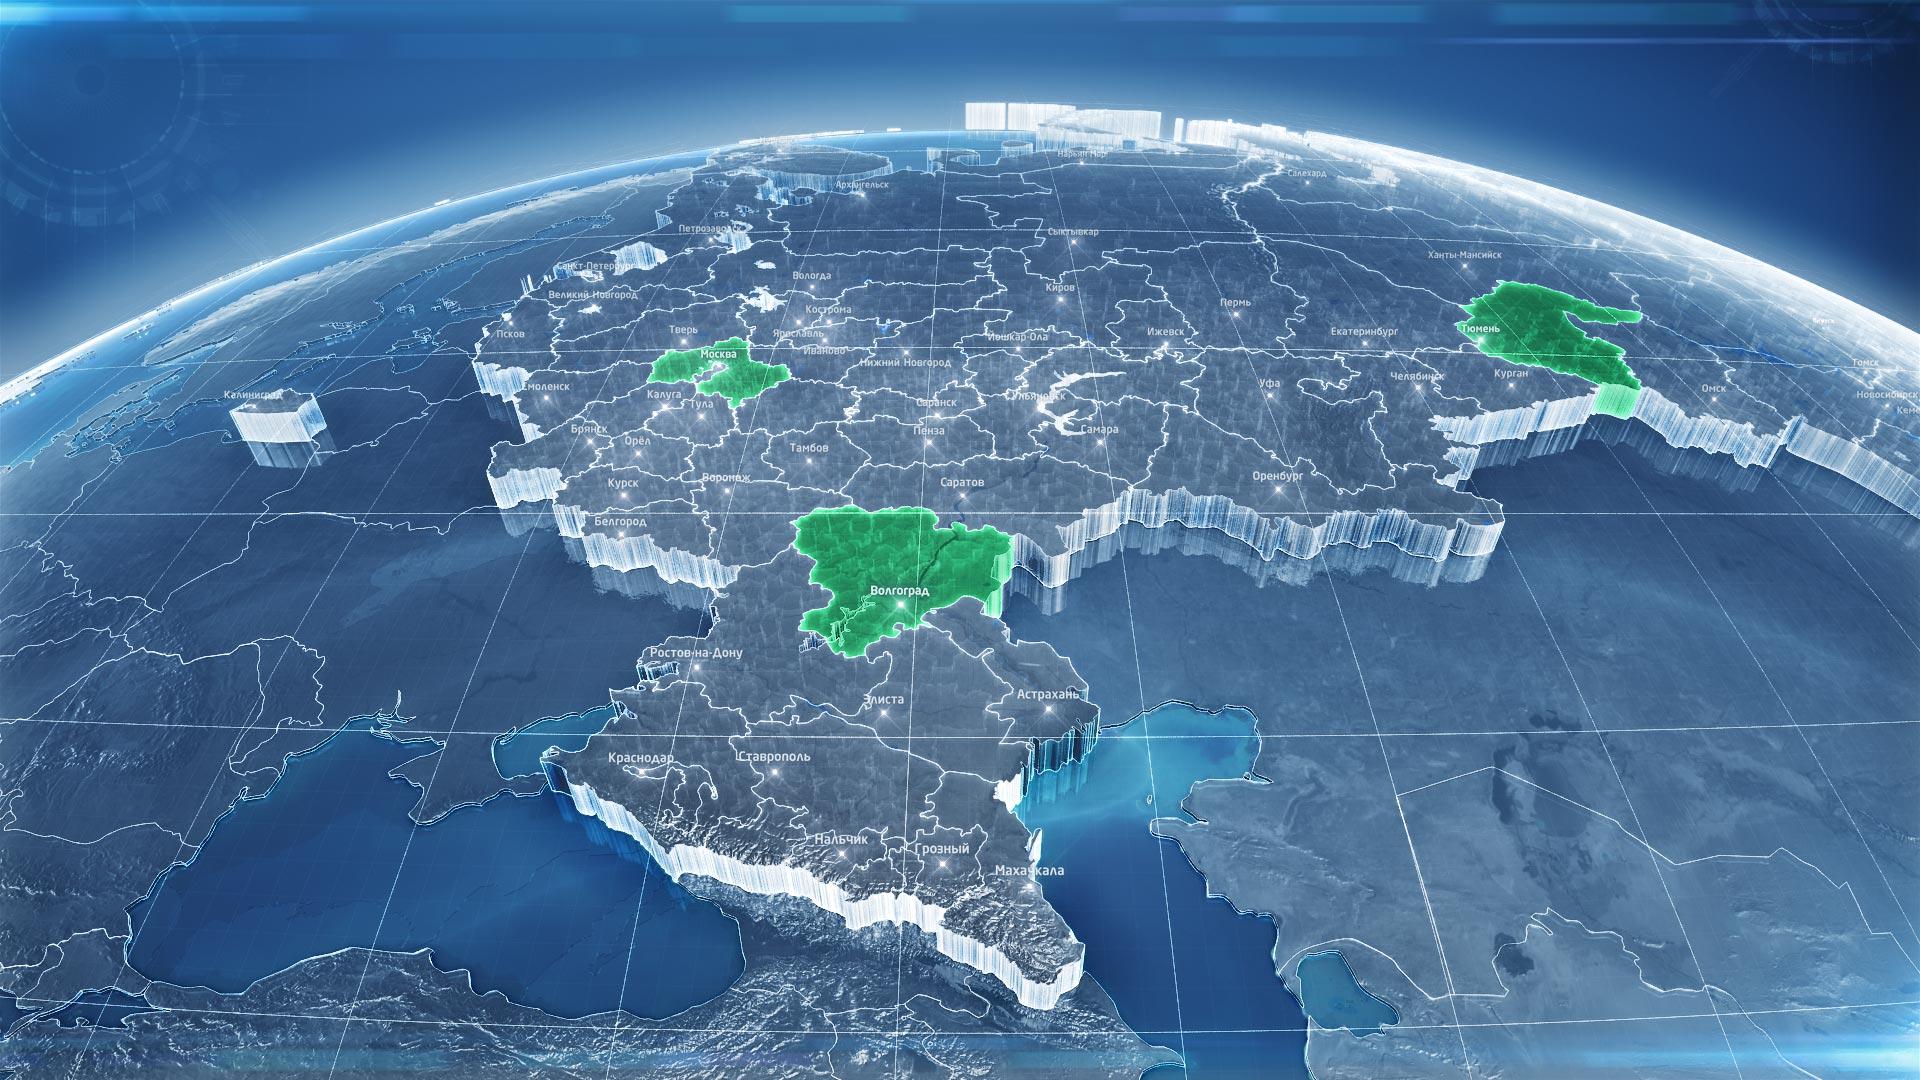 Нарьян-Мар
Салехард
Архангельск
Петрозаводск
Сыктывкар
Ханты-Мансийск
Санкт-Петербург
Вологда
Киров
Великий Новгород
Пермь
Кострома
Псков
Тверь
Ярославль
Йошкар-Ола
Ижевск
Екатеринбург
Тюмень
Москва
Иваново
Нижний Новгород
Томск
Смоленск
Уфа
Челябинск
Курган
Омск
Новосибирск
Калининград
Калуга
Тула
Саранск
Ульяновск
Кеме
Брянск
Орёл
Тамбов
Пенза
Самара
Курск
Воронеж
Саратов
Оренбург
Белгород
Волгоград
Ростов-на-Дону
Элиста
Астрахань
Краснодар
Ставрополь
Нальчик
Грозный
Махачкала